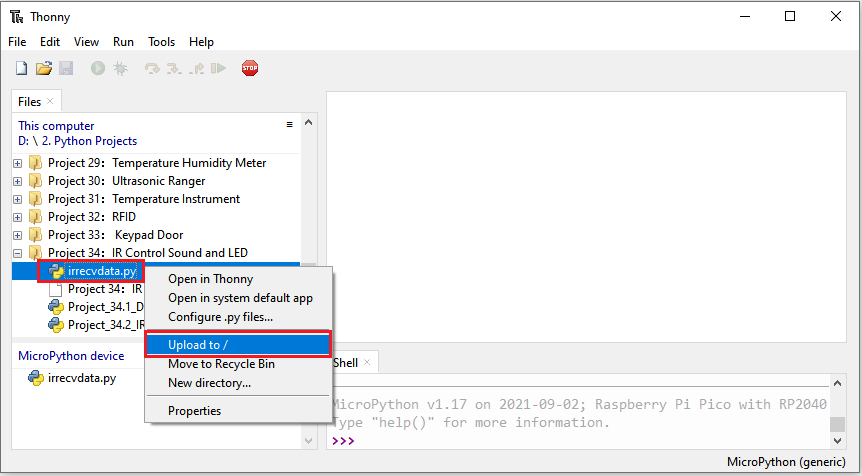 Thonny
File Edit View Run Tools Help
STOP
Files
This computer
D: \ 2. Python Projects
Project 29：Temperature Humidity Meter
Project 30：Ultrasonic Ranger
Project 31：Temperature Instrument
Project 32：RFID
Project 33： Keypad Door
Project 34：IR Control Sound and LED
irrecvdata.py
Project 34：IR
Project_34.1_D
Project_34.2_IR
Open in Thonny
Open in system default app
Configure .py files...
Upload to /
Move to Recycle Bin
New directory...
Properties
MicroPython device
irrecvdata.py
Shell
MicroPython v1.17 on 2021-09-02; Raspberry Pi Pico with RP2040
Type "help()" for more information.
>>>
MicroPython (generic)